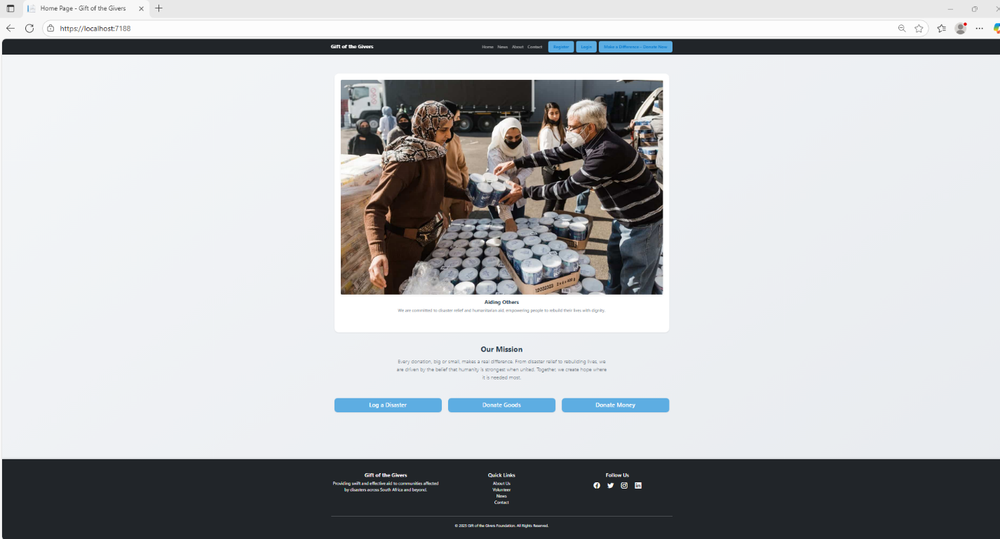 Home Page - Gift of the Givers
https://localhost:7188
Gift of the Givers
Home News About Contact Register Login Make a Difference – Donate Now
12032323 2 x 6 x 400 g
Aiding Others
We are committed to disaster relief and humanitarian aid, empowering people to rebuild their lives with dignity.
Our Mission
Every donation, big or small, makes a real difference. From disaster relief to rebuilding lives, we
are driven by the belief that humanity is strongest when united. Together, we create hope where
it is needed most.
Log a Disaster Donate Goods Donate Money
Gift of the Givers
Providing swift and effective aid to communities affected
by disasters across South Africa and beyond.
Quick Links
About Us
Volunteer
News
Contact
Follow Us
© 2025 Gift of the Givers Foundation. All Rights Reserved.